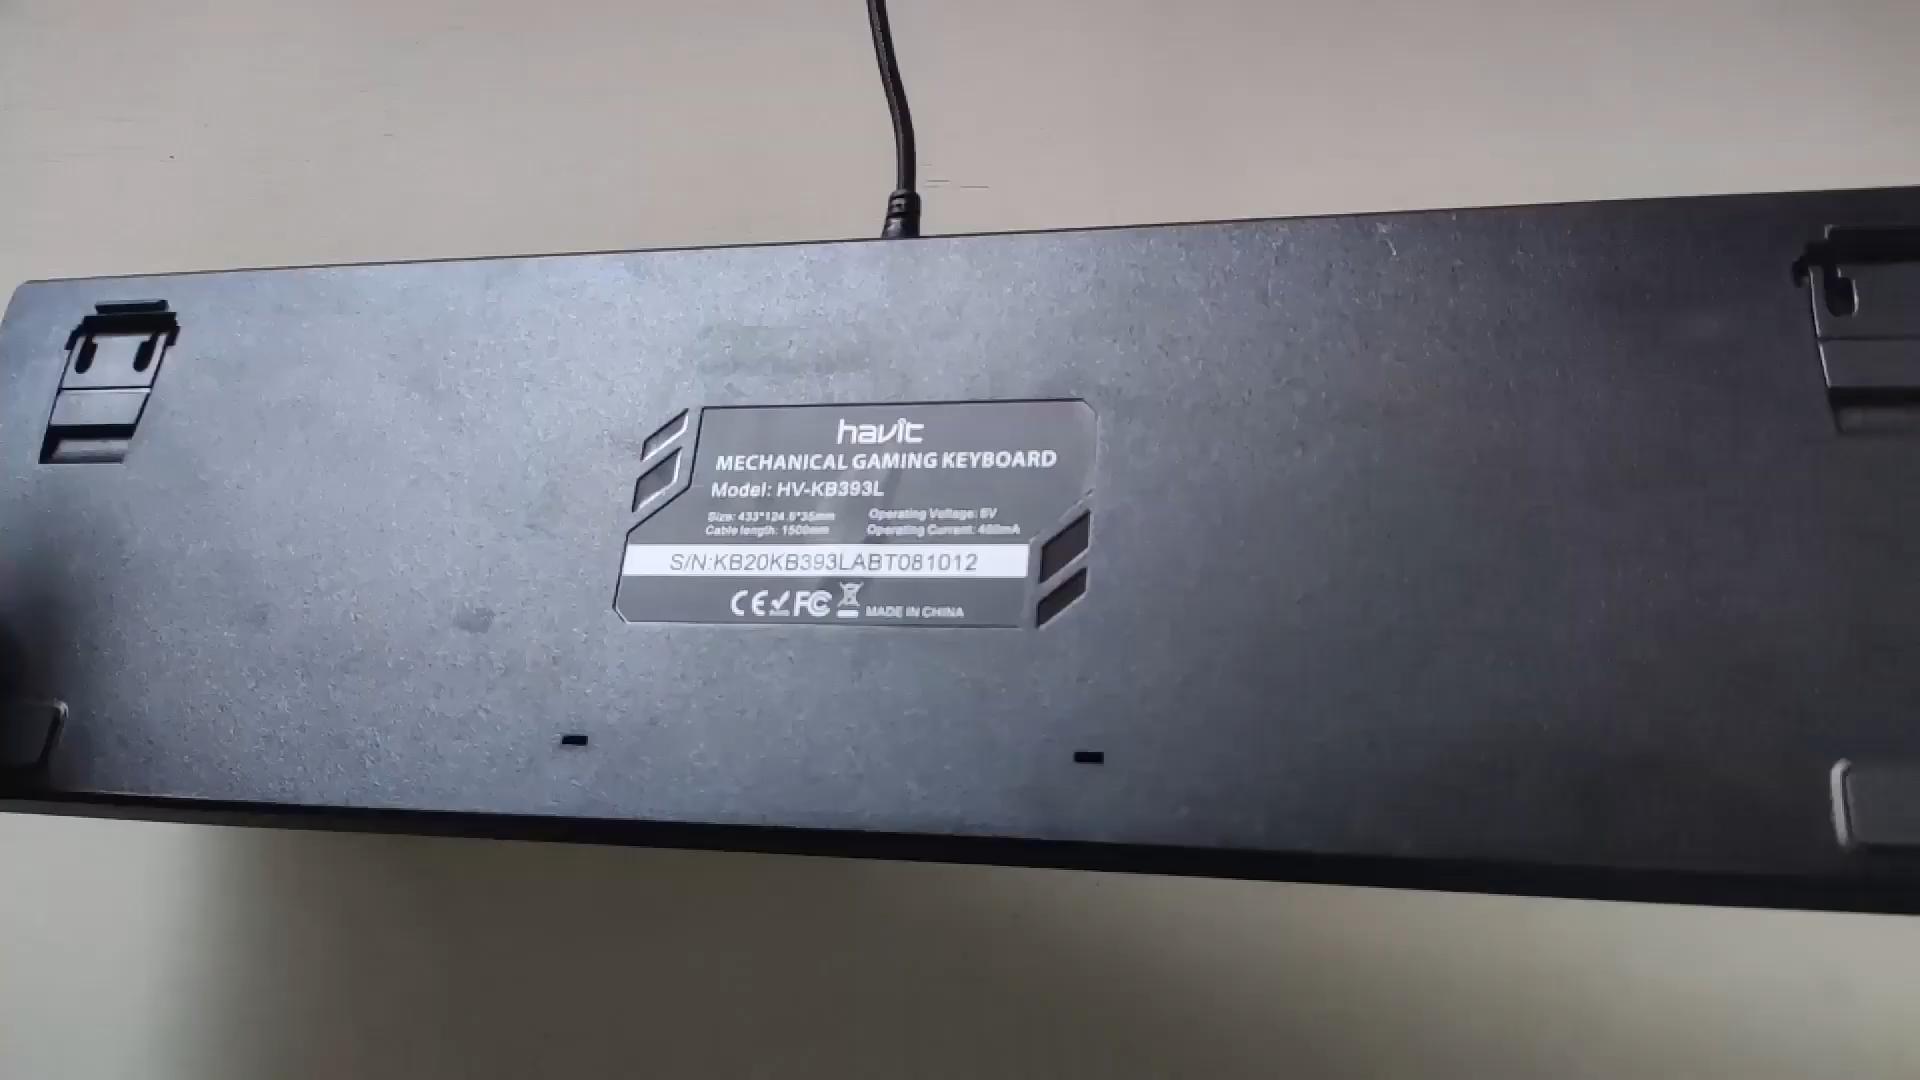 havit
MECHANICAL GAMING KEYBOARD
Model: HV-KB393L
Size: 433*124.5*35mm
Operating Voltage: 5V
Cable length: 1500mm
Operating Current: 400mA
S/N:KB20KB393LABT081012
CE FC MADE IN CHINA